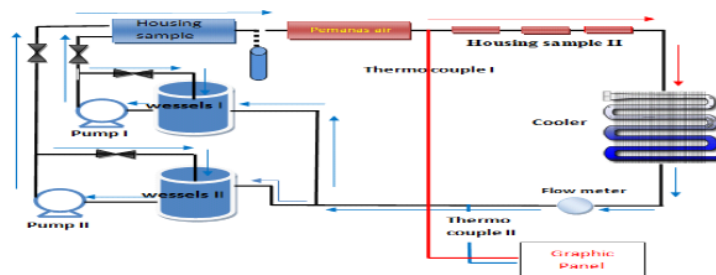 Housing
sample
Pemanas air
Housing sample II
Thermo couple I
wessels I
Pump I
Cooler
wessels II
Pump II
Flow meter
Thermo
couple II
Graphic
Panel